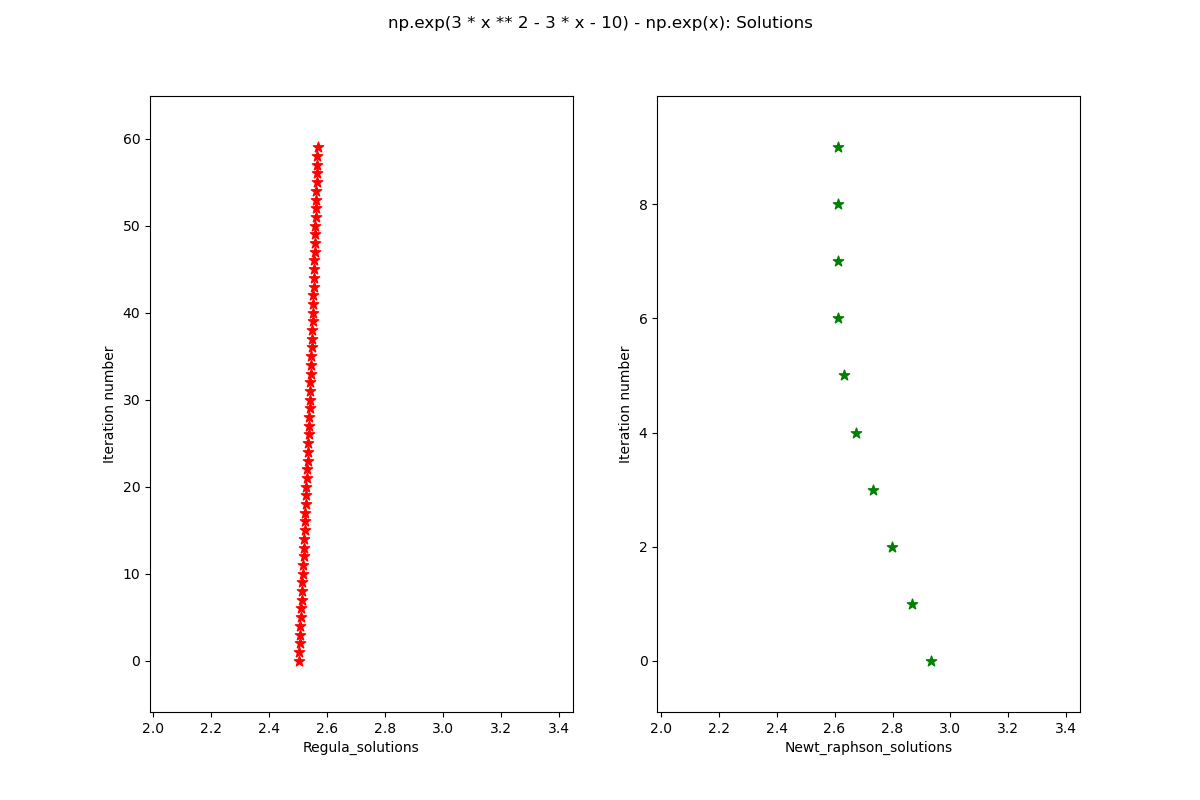 np.exp(3 * x ** 2 - 3 * x - 10) - np.exp(x): Solutions
60
50
40
30
20
10
0
Iteration number
2.0 2.2 2.4 2.6 2.8 3.0 3.2 3.4
Regula_solutions
8
6
4
2
0
Iteration number
2.0 2.2 2.4 2.6 2.8 3.0 3.2 3.4
Newt_raphson_solutions